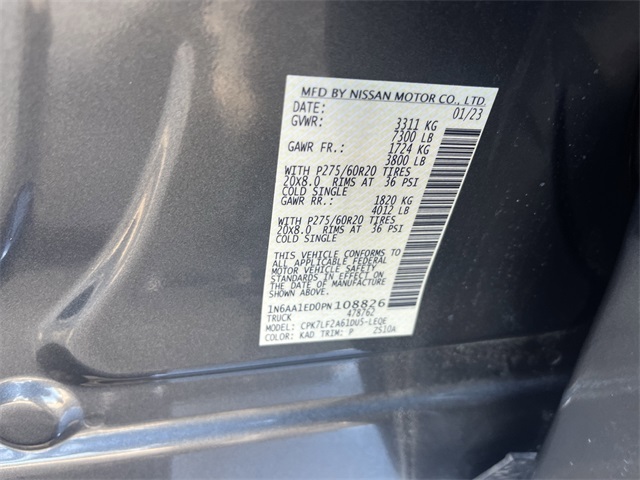 MFD BY NISSAN MOTOR CO., LTD.
DATE: 01/23
GVWR: 3311 KG
7300 LB
GAWR FR.: 1724 KG
3800 LB
WITH P275/60R20 TIRES
20x8.0 RIMS AT 36 PSI
COLD SINGLE
GAWR RR.: 1820 KG
4012 LB
WITH P275/60R20 TIRES
20x8.0 RIMS AT 36 PSI
COLD SINGLE
THIS VEHICLE CONFORMS TO
ALL APPLICABLE FEDERAL
MOTOR VEHICLE SAFETY
STANDARDS IN EFFECT ON
THE DATE OF MANUFACTURE
SHOWN ABOVE.
1N6AA1ED0PN108826
TRUCK 478762
MODEL: CPK7LF2A61DU5-LEQE
COLOR: KAD TRIM: P 2510A